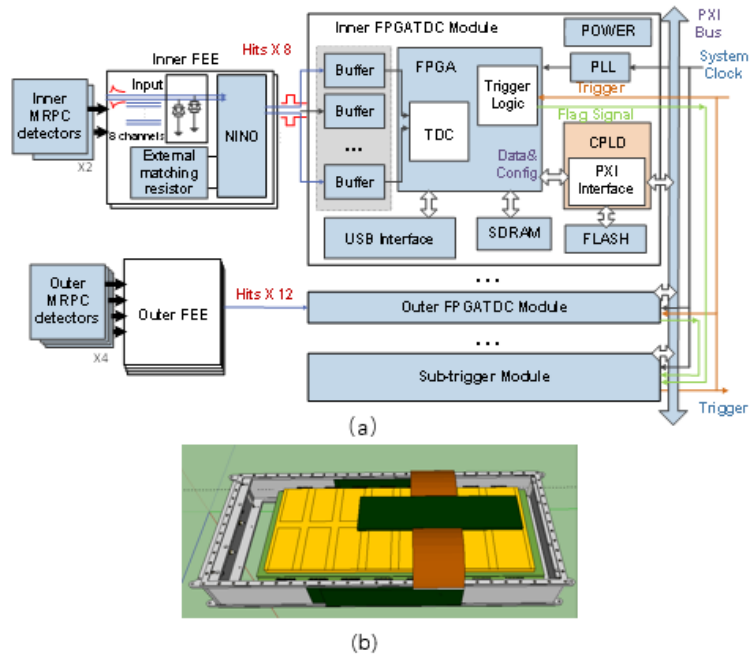 Inner FPGATDC Module
PXI
Bus
POWER
Hits X 8
Inner FEE
System
Clock
Buffer
FPGA
PLL
Input
Trigger
Trigger
Logic
Inner
MRPC
detectors
Buffer
Flag Signal
8 channels
NINO
TDC
CPLD
...
X2
External
matching
resistor
Data&
Config
PXI
Interface
Buffer
USB Interface
SDRAM
FLASH
...
Outer
MRPC
detectors
Hits X 12
Outer FEE
Outer FPGATDC Module
...
X4
Sub-trigger Module
Trigger
(a)
(b)